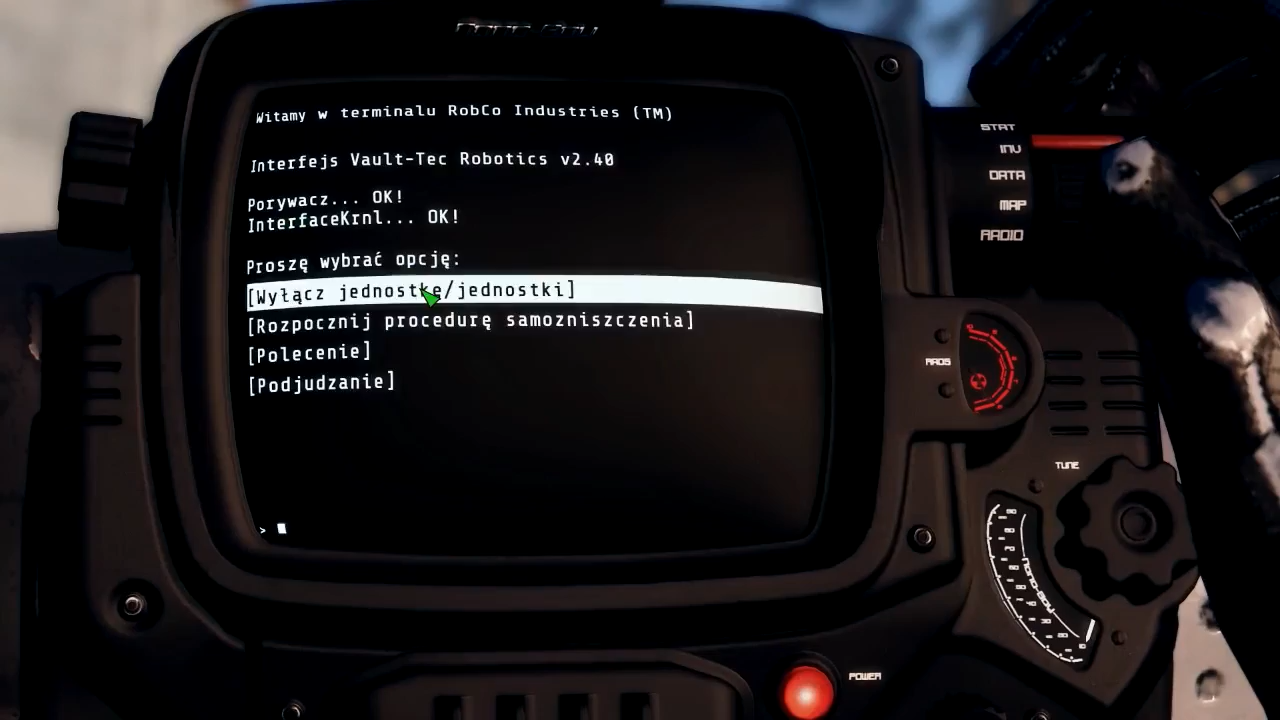 Witamy w terminalu RobCo Industries (TM)
Interfejs Vault-Tec Robotics v2.40
Porywacz... OK!
InterfaceKrnl... OK!
Proszę wybrać opcję:
[Wyłącz jednostkę/jednostki]
[Rozpocznij procedurę samozniszczenia]
[Polecenie]
[Podjudzanie]
>
STAT
INV
DATA
MAP
RADIO
RADS
TUNE
POWER